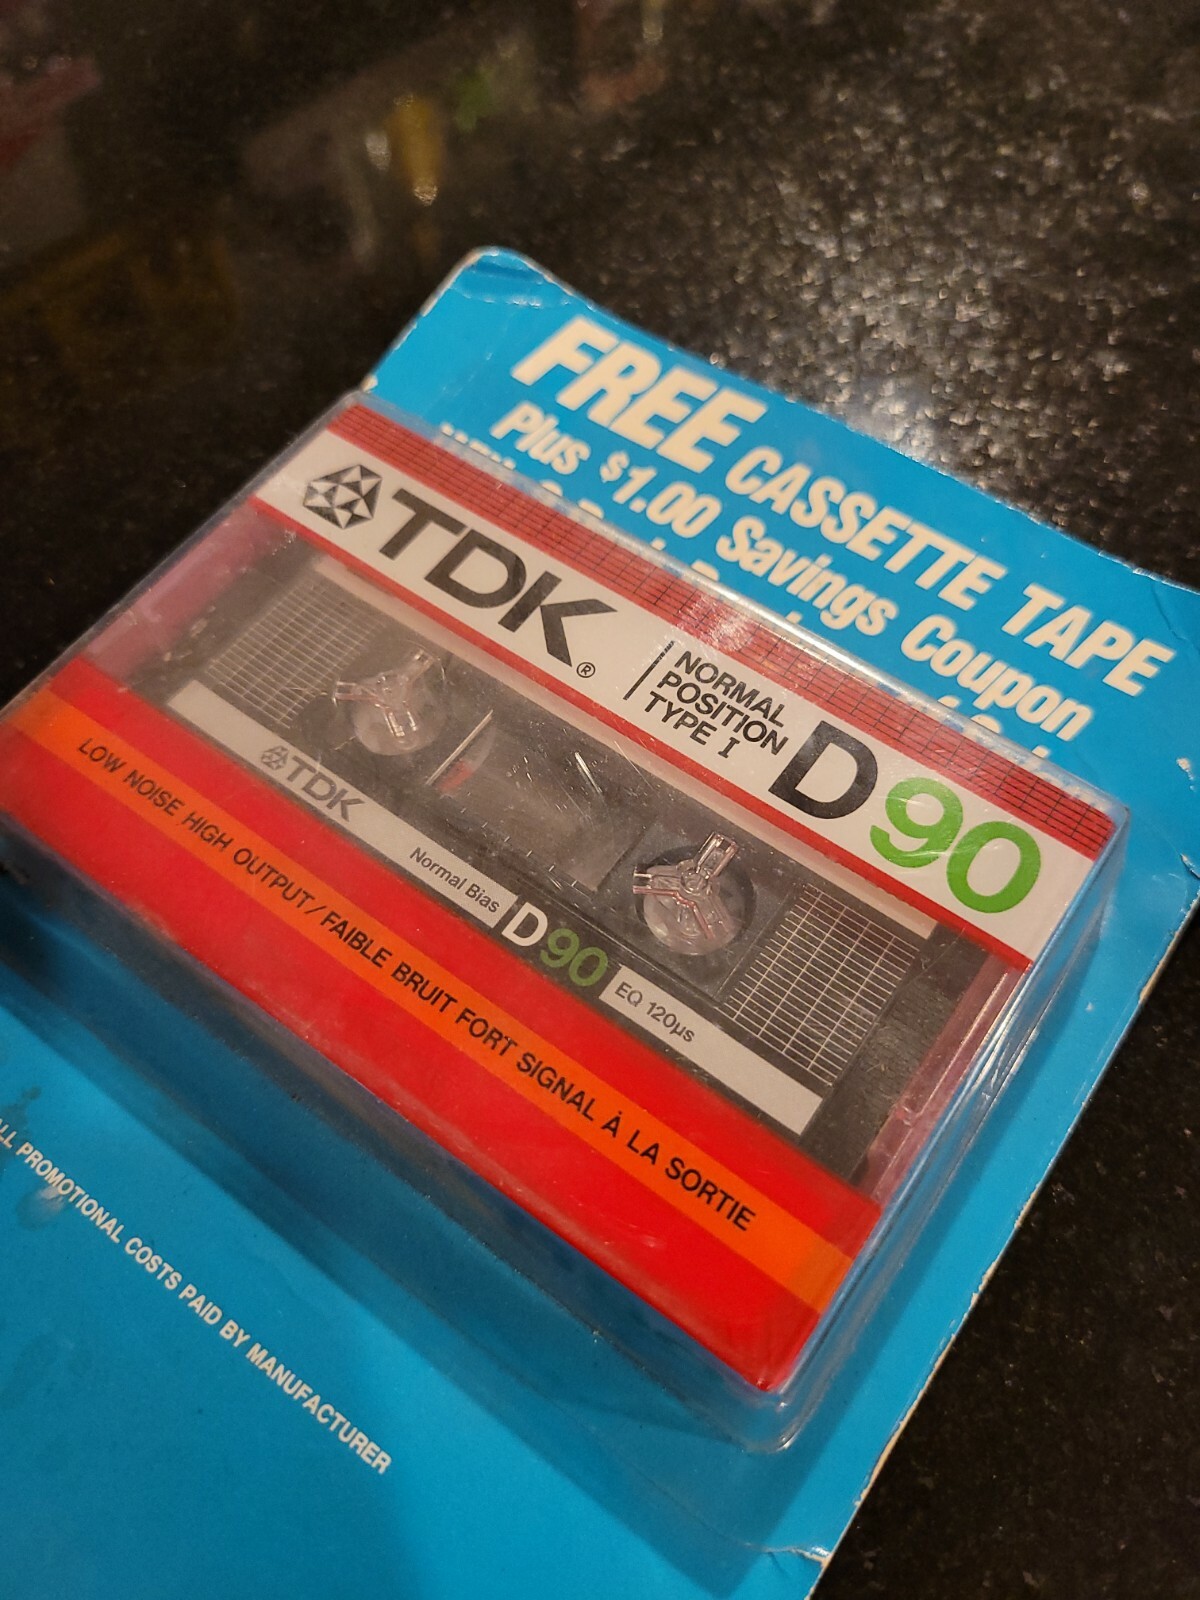 FREE CASSETTE TAPE
Plus $1.00 Savings Coupon
TDK®
NORMAL
POSITION
TYPE I
D90
TDK
Normal Bias
D90
EQ 120µs
LOW NOISE HIGH OUTPUT/FAIBLE BRUIT FORT SIGNAL À LA SORTIE
PROMOTIONAL COSTS PAID BY MANUFACTURER